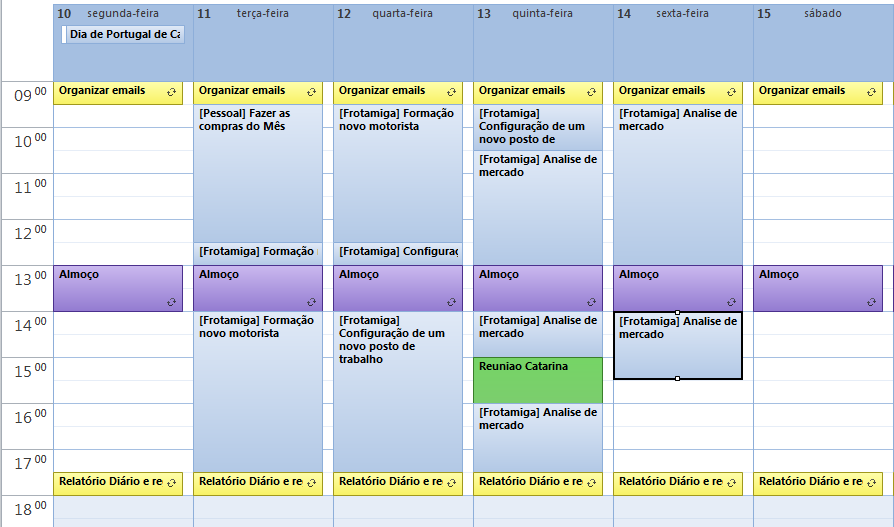 10 segunda-feira
11 terça-feira
12 quarta-feira
13 quinta-feira
14 sexta-feira
15 sábado
Dia de Portugal de Ca
09 00
Organizar emails
Organizar emails
Organizar emails
Organizar emails
Organizar emails
Organizar emails
[Pessoal] Fazer as
compras do Mês
[Frotamiga] Formação
novo motorista
[Frotamiga]
Configuração de um
novo posto de
[Frotamiga] Analise de
mercado
10 00
[Frotamiga] Analise de
mercado
11 00
12 00
[Frotamiga] Formação
[Frotamiga] Configuraç
13 00
Almoço
Almoço
Almoço
Almoço
Almoço
Almoço
14 00
[Frotamiga] Formação
novo motorista
[Frotamiga]
Configuração de um
novo posto de
trabalho
[Frotamiga] Analise de
mercado
[Frotamiga] Analise de
mercado
15 00
Reuniao Catarina
16 00
[Frotamiga] Analise de
mercado
17 00
Relatório Diário e re
Relatório Diário e re
Relatório Diário e re
Relatório Diário e re
Relatório Diário e re
Relatório Diário e re
18 00